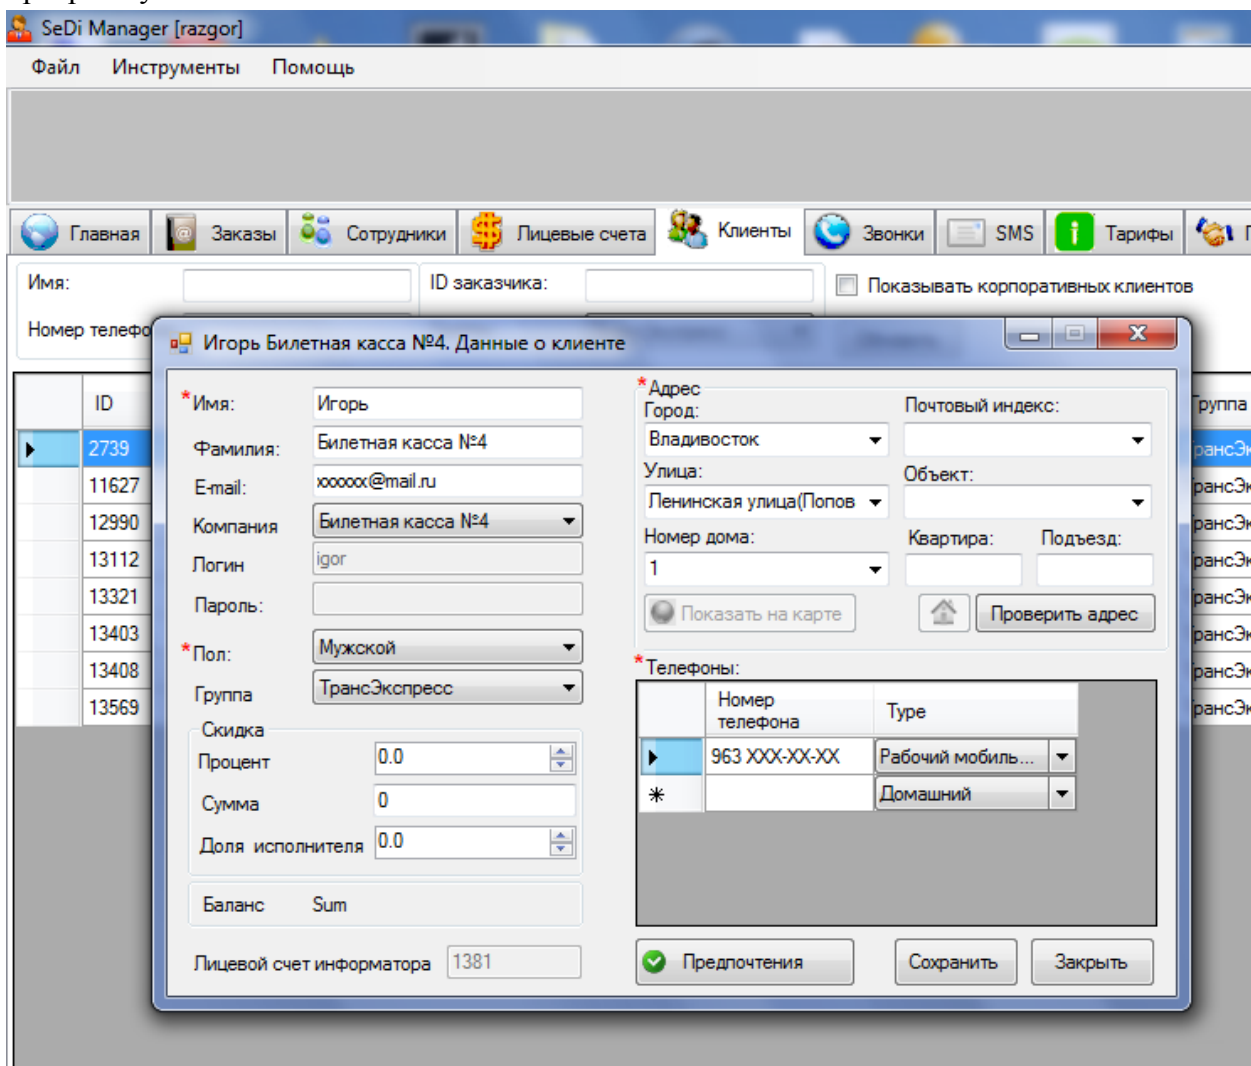 SeDi Manager [razgor]
Файл Инструменты Помощь
Главная Заказы Сотрудники Лицевые счета Клиенты Звонки SMS Тарифы
Имя: ID заказчика: Показывать корпоративных клиентов
Номер телефо
Игорь Билетная касса №4. Данные о клиенте
ID
2739
11627
12990
13112
13321
13403
13408
13569
*Имя: Игорь
Фамилия: Билетная касса №4
E-mail: xxxxxx@mail.ru
Компания Билетная касса №4
Логин igor
Пароль:
*Пол: Мужской
Группа ТрансЭкспресс
Скидка
Процент 0.0
Сумма 0
Доля исполнителя 0.0
Баланс Sum
Лицевой счет информатора 1381
*Адрес
Город: Почтовый индекс:
Владивосток
Улица: Объект:
Ленинская улица(Попов
Номер дома: Квартира: Подъезд:
1
Показать на карте Проверить адрес
*Телефоны:
Номер телефона Type
963 XXX-XX-XX Рабочий мобиль...
Домашний
Предпочтения Сохранить Закрыть
руппа
рансЭк
рансЭк
рансЭк
рансЭк
рансЭк
рансЭк
рансЭк
рансЭк